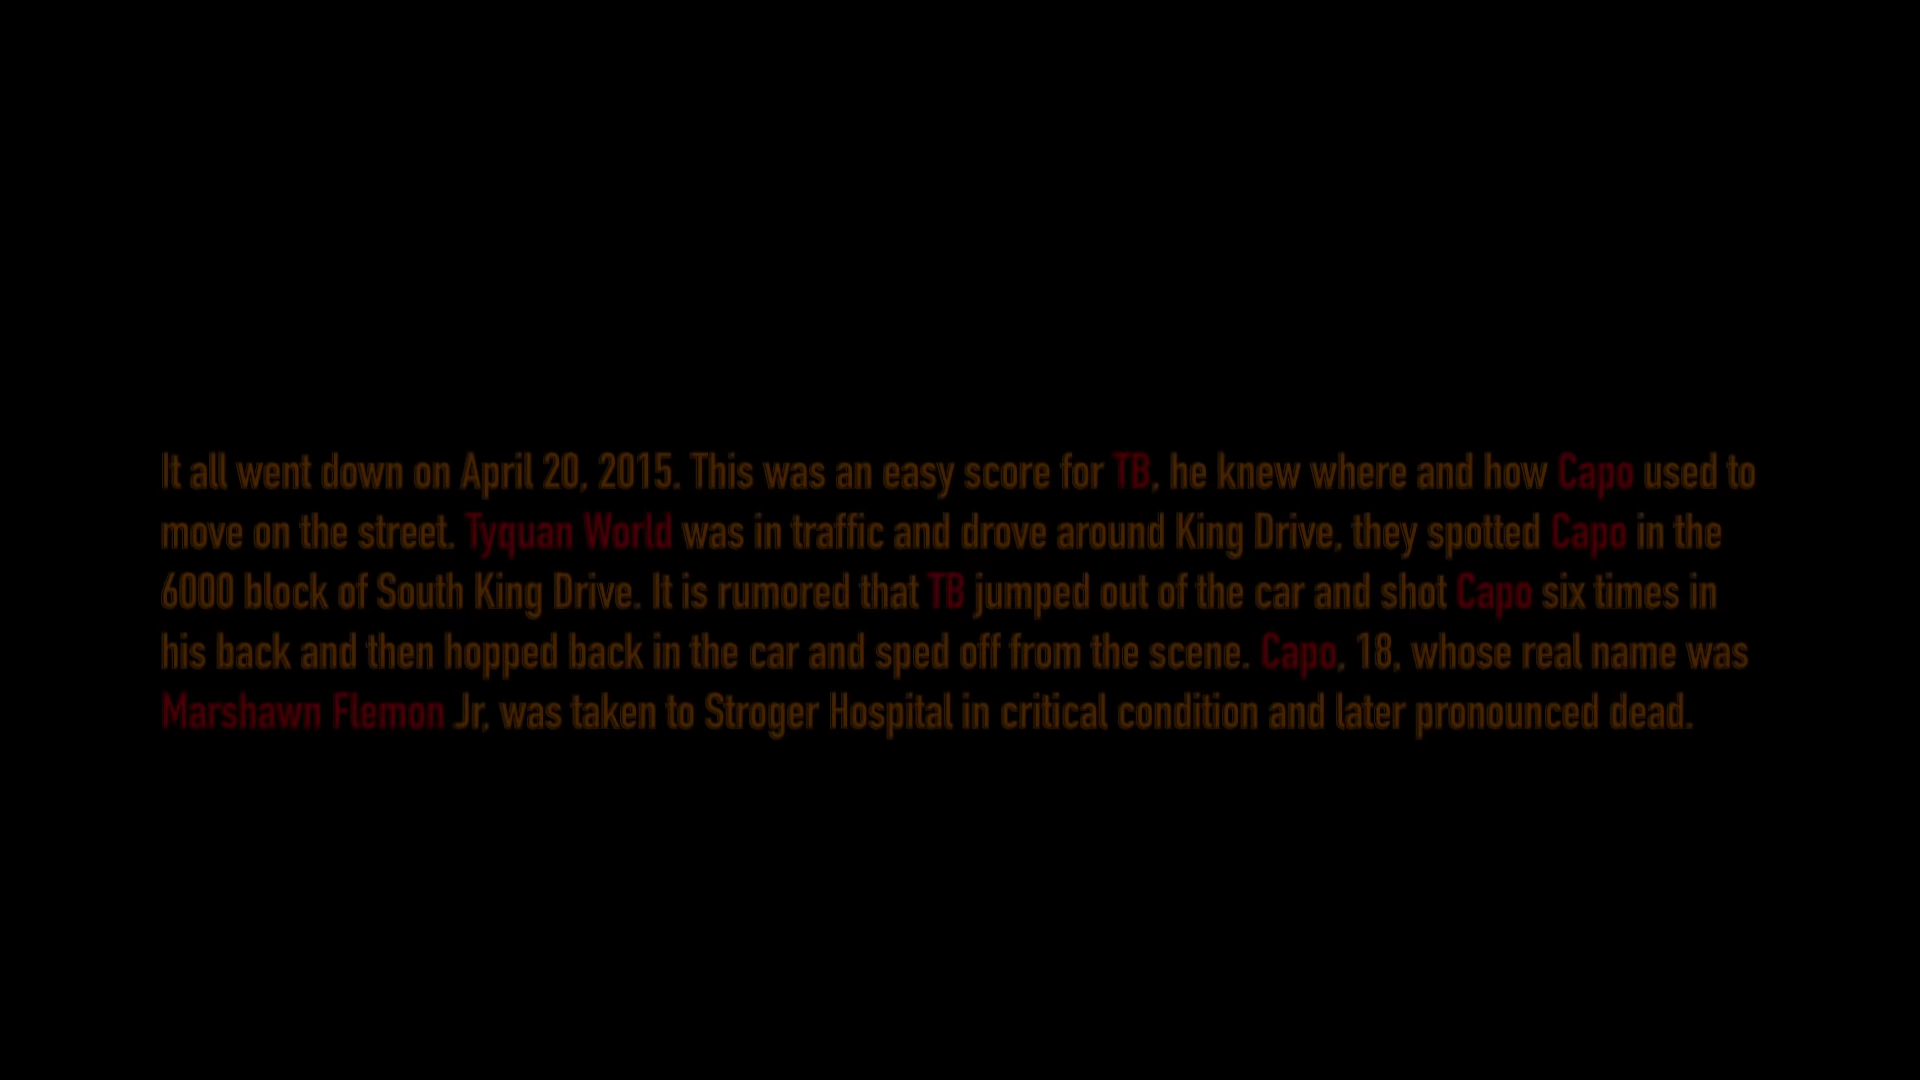 It all went down on April 20, 2015. This was an easy score for TB, he knew where and how Capo used to
move on the street. Tyquan World was in traffic and drove around King Drive, they spotted Capo in the
6000 block of South King Drive. It is rumored that TB jumped out of the car and shot Capo six times in
his back and then hopped back in the car and sped off from the scene. Capo, 18, whose real name was
Marshawn Flemon Jr, was taken to Stroger Hospital in critical condition and later pronounced dead.